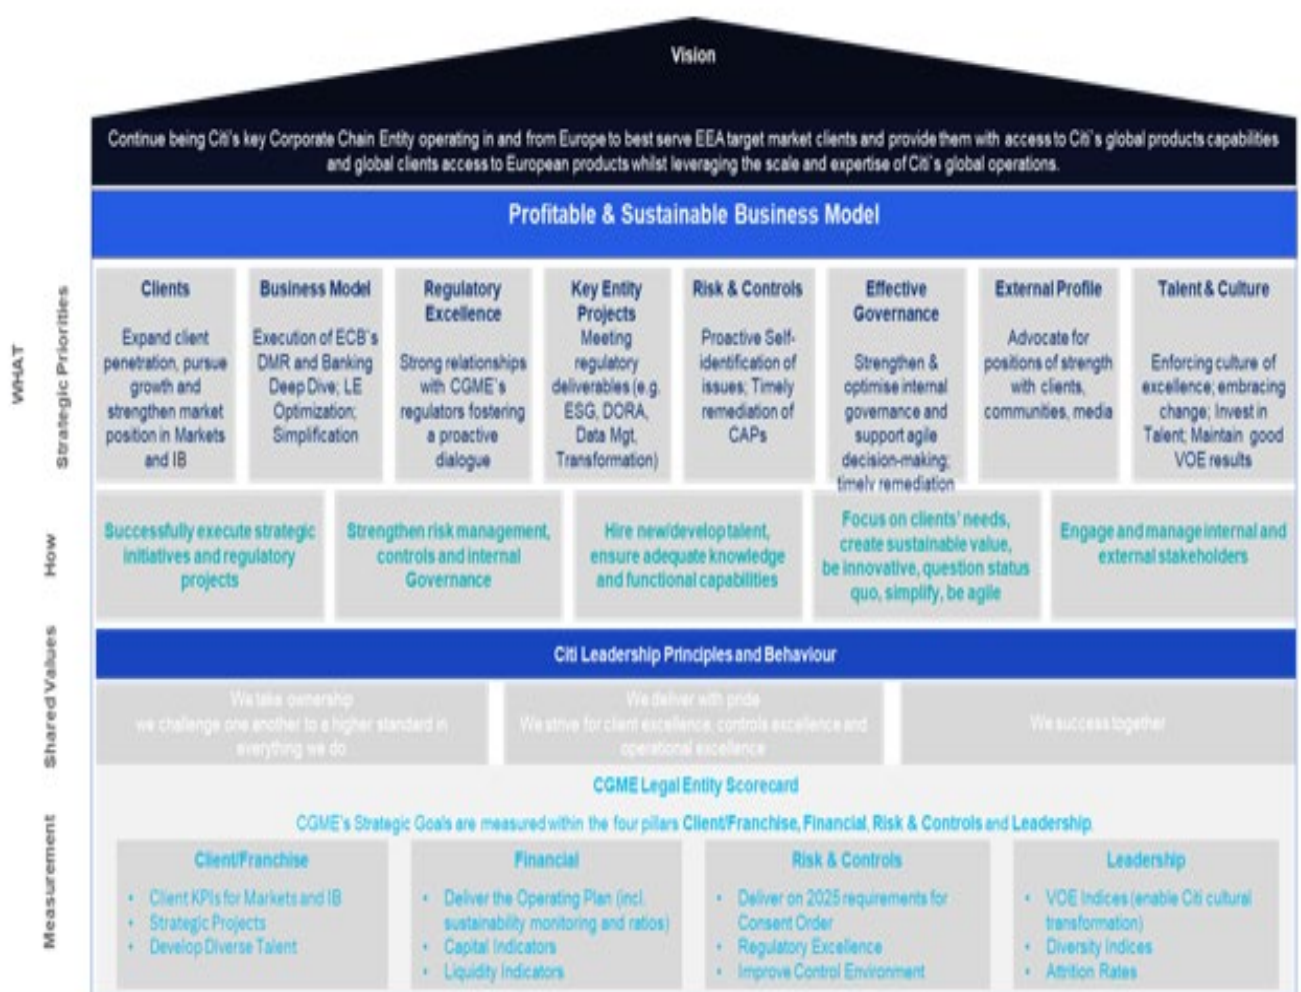 Vision
Continue being Citi's key Corporate Chain Entity operating in and from Europe to best serve EEA target market clients and provide them with access to Citi`s global products capabilities
and global clients access to European products whilst leveraging the scale and expertise of Citi`s global operations.
Profitable & Sustainable Business Model
WHAT
Strategic Priorities
Clients
Expand client
penetration, pursue
growth and
strengthen market
position in Markets
and IB
Business Model
Execution of ECB`s
DMR and Banking
Deep Dive; LE
Optimization;
Simplification
Regulatory
Excellence
Strong relationships
with CGME`s
regulators fostering
a proactive
dialogue
Key Entity
Projects
Meeting
regulatory
deliverables (e.g.
ESG, DORA,
Data Mgt,
Transformation)
Risk & Controls
Proactive Self-
identification of
issues; Timely
remediation of
CAPs
Effective
Governance
Strengthen &
optimise internal
governance and
support agile
decision-making;
timely remediation
External Profile
Advocate for
positions of strength
with clients,
communities, media
Talent & Culture
Enforcing culture of
excellence; embracing
change; Invest in
Talent; Maintain good
VOE results
How
Successfully execute strategic
initiatives and regulatory
projects
Strengthen risk management,
controls and internal
Governance
Hire new/develop talent,
ensure adequate knowledge
and functional capabilities
Focus on clients' needs,
create sustainable value,
be innovative, question status
quo, simplify, be agile
Engage and manage internal and
external stakeholders
Shared Values
Citi Leadership Principles and Behaviour
We take ownership
we challenge one another to a higher standard in
everything we do
We deliver with pride
We strive for client excellence, controls excellence and
operational excellence
We success together
Measurement
CGME Legal Entity Scorecard
CGME's Strategic Goals are measured within the four pillars Client/Franchise, Financial, Risk & Controls and Leadership
Client/Franchise
• Client KPIs for Markets and IB
• Strategic Projects
• Develop Diverse Talent
Financial
• Deliver the Operating Plan (incl.
sustainability monitoring and ratios)
• Capital Indicators
• Liquidity Indicators
Risk & Controls
• Deliver on 2025 requirements for
Consent Order
• Regulatory Excellence
• Improve Control Environment
Leadership
• VOE Indices (enable Citi cultural
transformation)
• Diversity Indices
• Attrition Rates